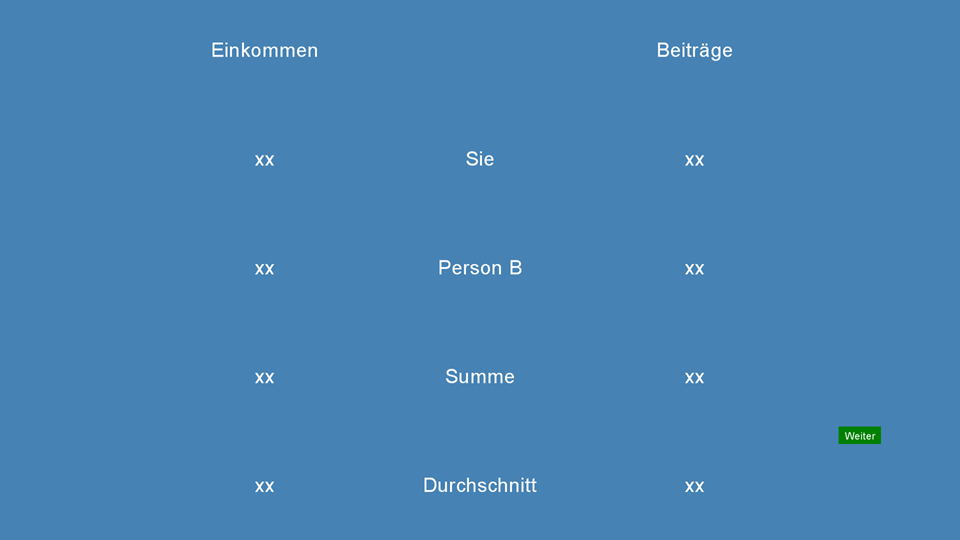 Einkommen Beiträge
xx Sie xx
xx Person B xx
xx Summe xx
Weiter
xx Durchschnitt xx